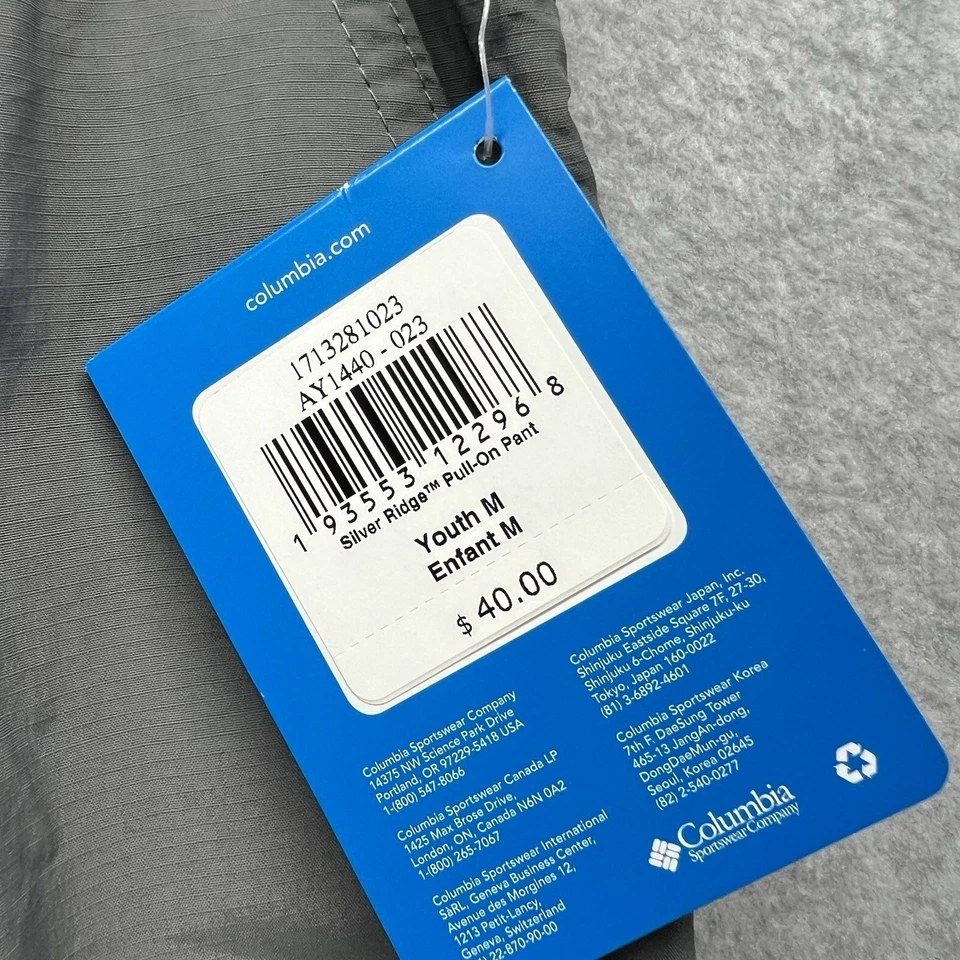 columbia.com
1713281023
AY1440 - 023
1 93553 12296 8
Silver Ridge™ Pull-On Pant
Youth M
Enfant M
$ 40.00
Columbia Sportswear Company
14375 NW Science Park Drive
Portland, OR 97229-5418 USA
1-(800) 547-8066
Columbia Sportswear Canada LP
1425 Max Brose Drive,
London, ON, Canada N6N 0A2
1-(800) 265-7067
Columbia Sportswear International
SàRL, Geneva Business Center,
Avenue des Morgines 12,
1213 Petit-Lancy,
Geneva, Switzerland
22-870-90-00
Columbia Sportswear Japan, Inc.
Shinjuku Eastside Square 7F, 27-30,
Shinjuku 6-Chome, Shinjuku-ku
Tokyo, Japan 160-0022
(81) 3-6892-4601
Columbia Sportswear Korea
7th F. DaeSung Tower
465-13 JangAn-dong,
DongDaeMun-gu,
Seoul, Korea 02645
(82) 2-540-0277
Columbia
Sportswear Company